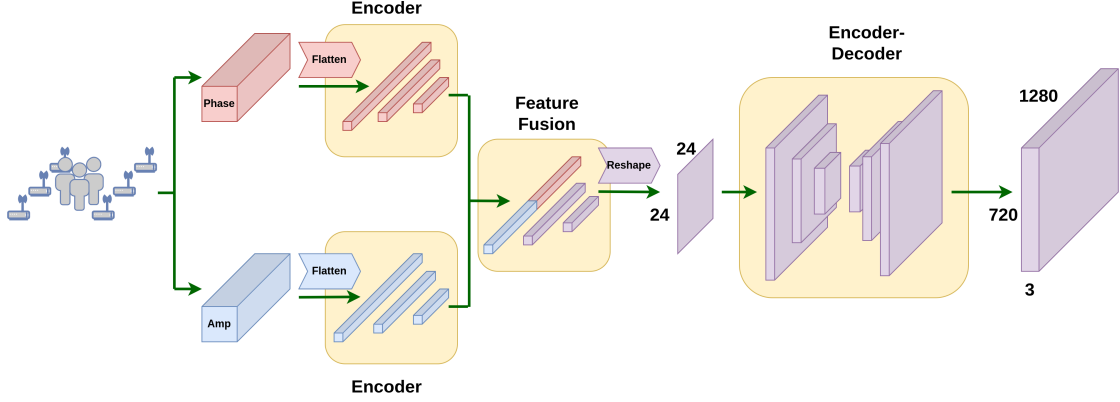 Encoder
Flatten
Phase
Feature
Fusion
Reshape
24
24
Encoder-
Decoder
1280
720
3
Flatten
Amp
Encoder